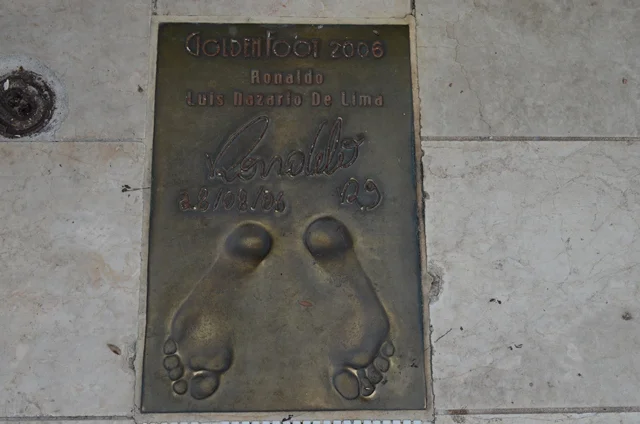 GOLDEN FOOT 2006
Ronaldo
Luis Nazario De Lima
Ronaldo
R9